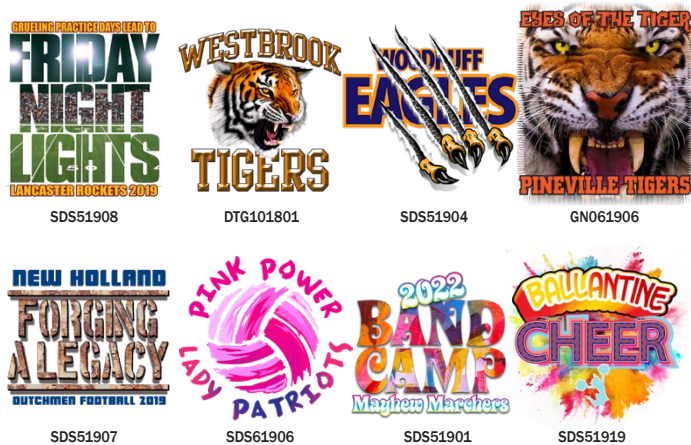 GRUELING PRACTICE DAYS LEAD TO
FRIDAY
NIGHT
LIGHTS
50
LANCASTER ROCKETS 2019
SDS51908
WESTBROOK
TIGERS
DTG101801
WOODRUFF
EAGLES
SDS51904
EYES OF THE TIGER
PINEVILLE TIGERS
GN061906
NEW HOLLAND
FORGING
A LEGACY
DUTCHMEN FOOTBALL 2019
SDS51907
PINK POWER
LADY PATRIOTS
SDS61906
2022
BAND
CAMP
Mayhew Marchers
SDS51901
BALLANTINE
CHEER
SDS51919